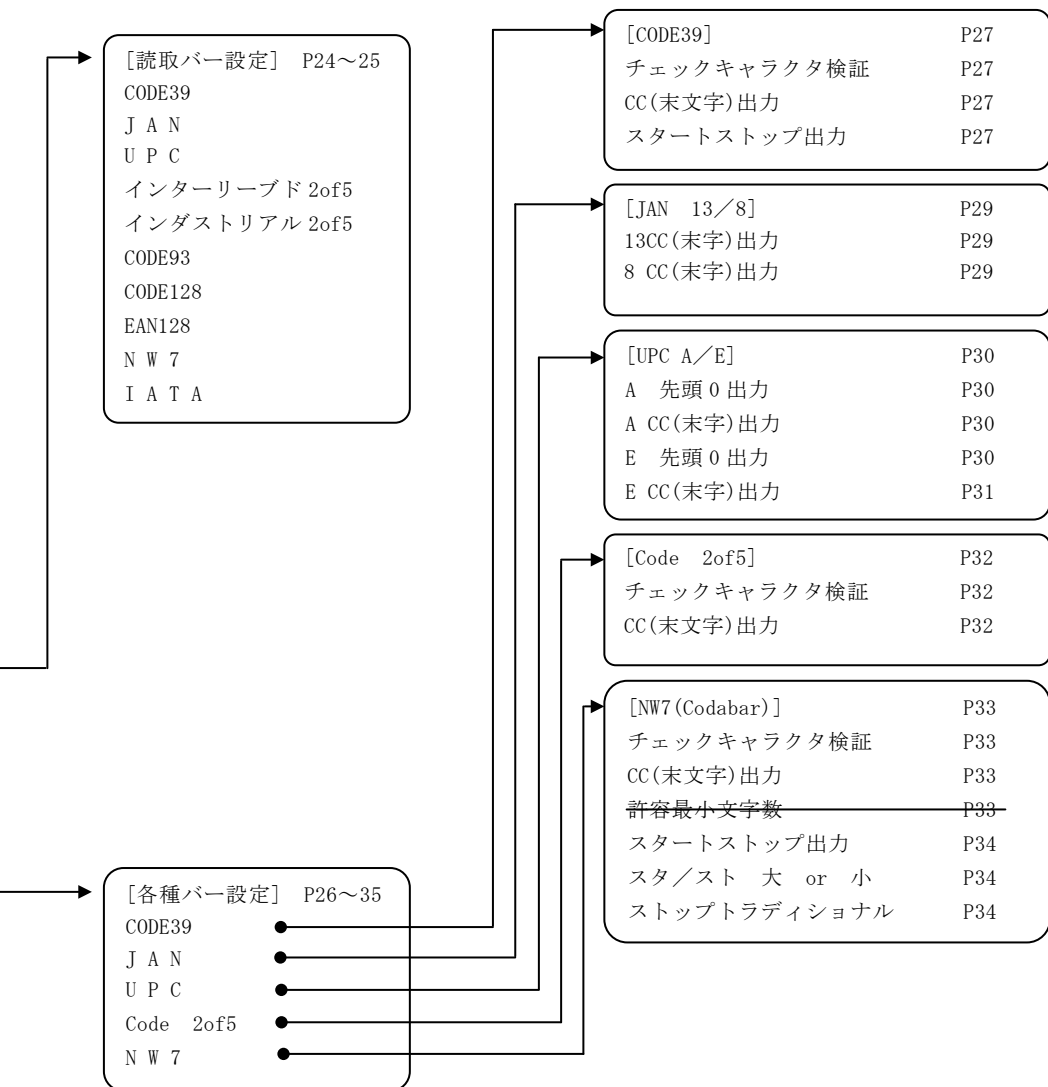 [読取バー設定] P24～25
CODE39
J A N
U P C
インターリーブド 2of5
インダストリアル 2of5
CODE93
CODE128
EAN128
N W 7
I A T A
[各種バー設定] P26～35
CODE39
J A N
U P C
Code 2of5
N W 7
[CODE39] P27
チェックキャラクタ検証 P27
CC(末文字)出力 P27
スタートストップ出力 P27
[JAN 13／8] P29
13CC(末字)出力 P29
8 CC(末字)出力 P29
[UPC A／E] P30
A 先頭 0 出力 P30
A CC(末字)出力 P30
E 先頭 0 出力 P30
E CC(末字)出力 P31
[Code 2of5] P32
チェックキャラクタ検証 P32
CC(末文字)出力 P32
[NW7(Codabar)] P33
チェックキャラクタ検証 P33
CC(末文字)出力 P33
許容最小文字数 P33
スタートストップ出力 P34
スタ／スト 大 or 小 P34
ストップトラディショナル P34